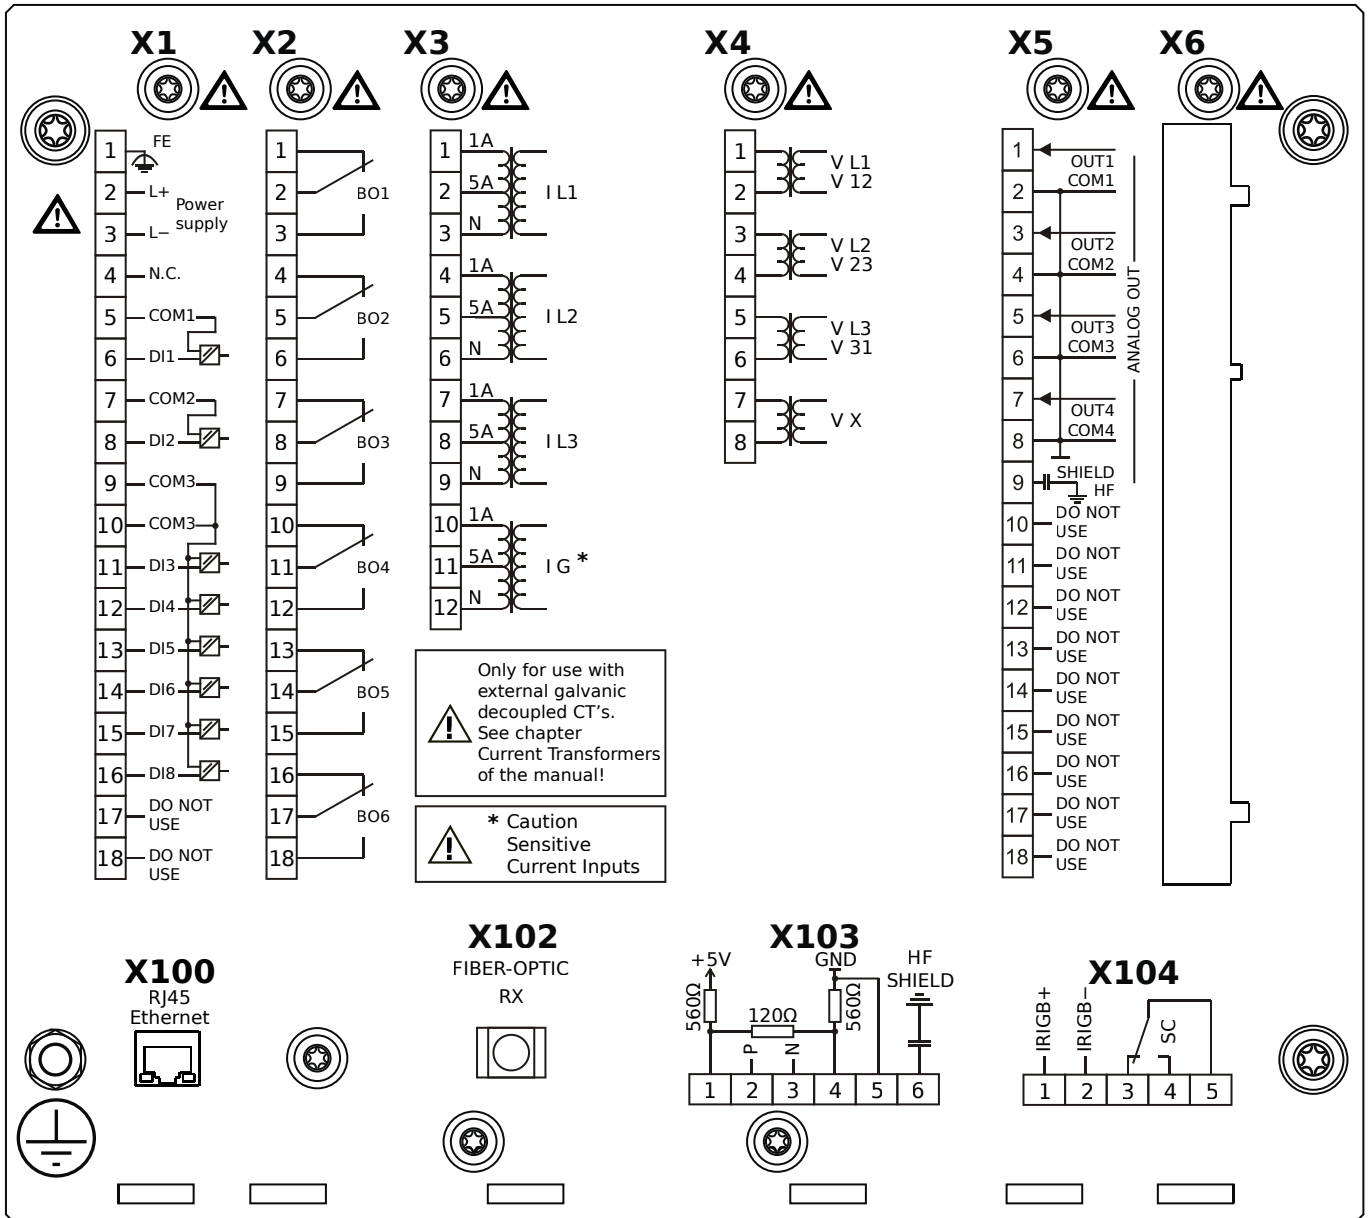 X1
X2
X3
X4
X5
X6
1 FE
2 L+
Power
supply
3 L−
4 N.C.
5 COM1
6 DI1
7 COM2
8 DI2
9 COM3
10 COM3
11 DI3
12 DI4
13 DI5
14 DI6
15 DI7
16 DI8
17 DO NOT
USE
18 DO NOT
USE
1
2 BO1
3
4
5 BO2
6
7
8 BO3
9
10
11 BO4
12
13
14 BO5
15
16
17 BO6
18
1 1A
2 5A I L1
3 N
4 1A
5 5A I L2
6 N
7 1A
8 5A I L3
9 N
10 1A
11 5A I G *
12 N
Only for use with
external galvanic
decoupled CT's.
See chapter
Current Transformers
of the manual!
* Caution
Sensitive
Current Inputs
1 V L1
2 V 12
3 V L2
4 V 23
5 V L3
6 V 31
7 V X
8
1 OUT1
2 COM1
3 OUT2
4 COM2
5 OUT3
6 COM3
7 OUT4
8 COM4
ANALOG OUT
9 SHIELD
HF
10 DO NOT
USE
11 DO NOT
USE
12 DO NOT
USE
13 DO NOT
USE
14 DO NOT
USE
15 DO NOT
USE
16 DO NOT
USE
17 DO NOT
USE
18 DO NOT
USE
X100
RJ45
Ethernet
X102
FIBER-OPTIC
RX
X103
+5V
GND
HF
SHIELD
560Ω
120Ω
560Ω
P
N
1 2 3 4 5 6
X104
IRIGB+
IRIGB−
SC
1 2 3 4 5